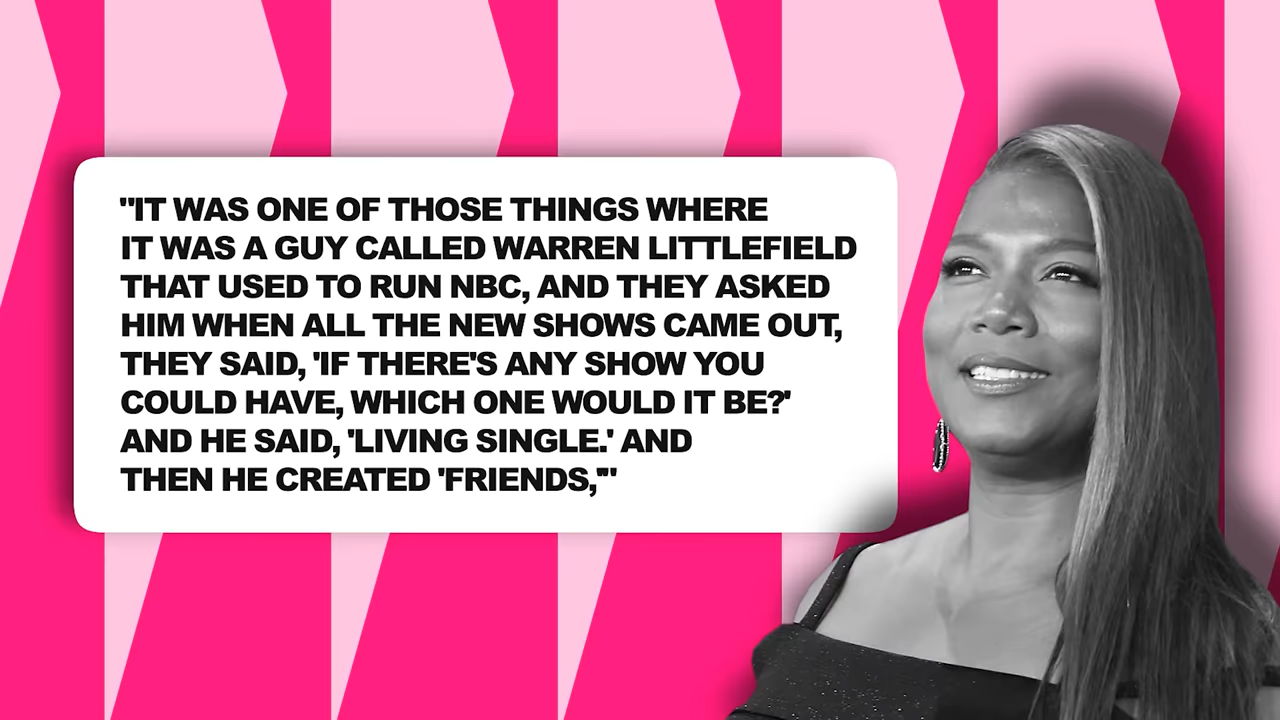 "IT WAS ONE OF THOSE THINGS WHERE
IT WAS A GUY CALLED WARREN LITTLEFIELD
THAT USED TO RUN NBC, AND THEY ASKED
HIM WHEN ALL THE NEW SHOWS CAME OUT,
THEY SAID, 'IF THERE'S ANY SHOW YOU
COULD HAVE, WHICH ONE WOULD IT BE?'
AND HE SAID, 'LIVING SINGLE.' AND
THEN HE CREATED 'FRIENDS,'"